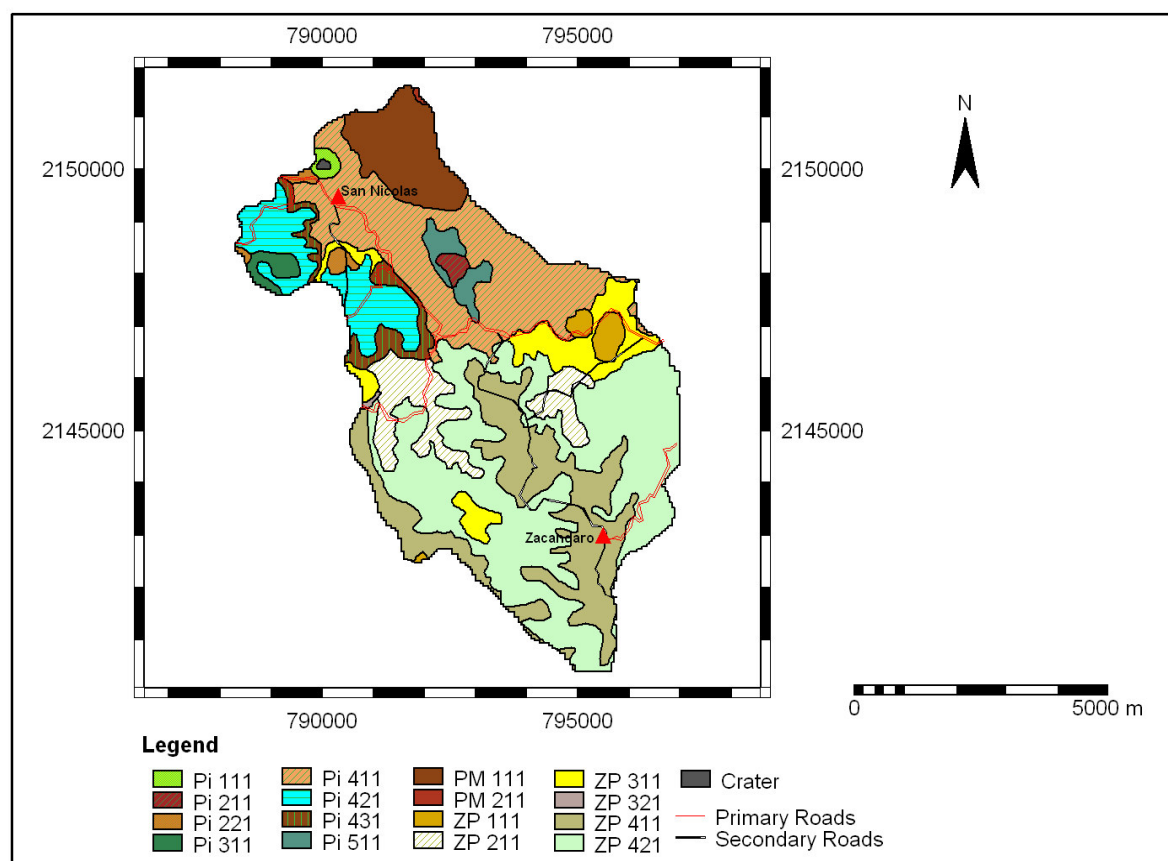 790000 795000
N
2150000 2150000
San Nicolas
2145000 2145000
Zacandaro
790000 795000
0 5000 m
Legend
Pi 111 Pi 411 PM 111 ZP 311 Crater
Pi 211 Pi 421 PM 211 ZP 321 Primary Roads
Pi 221 Pi 431 ZP 111 ZP 411 Secondary Roads
Pi 311 Pi 511 ZP 211 ZP 421